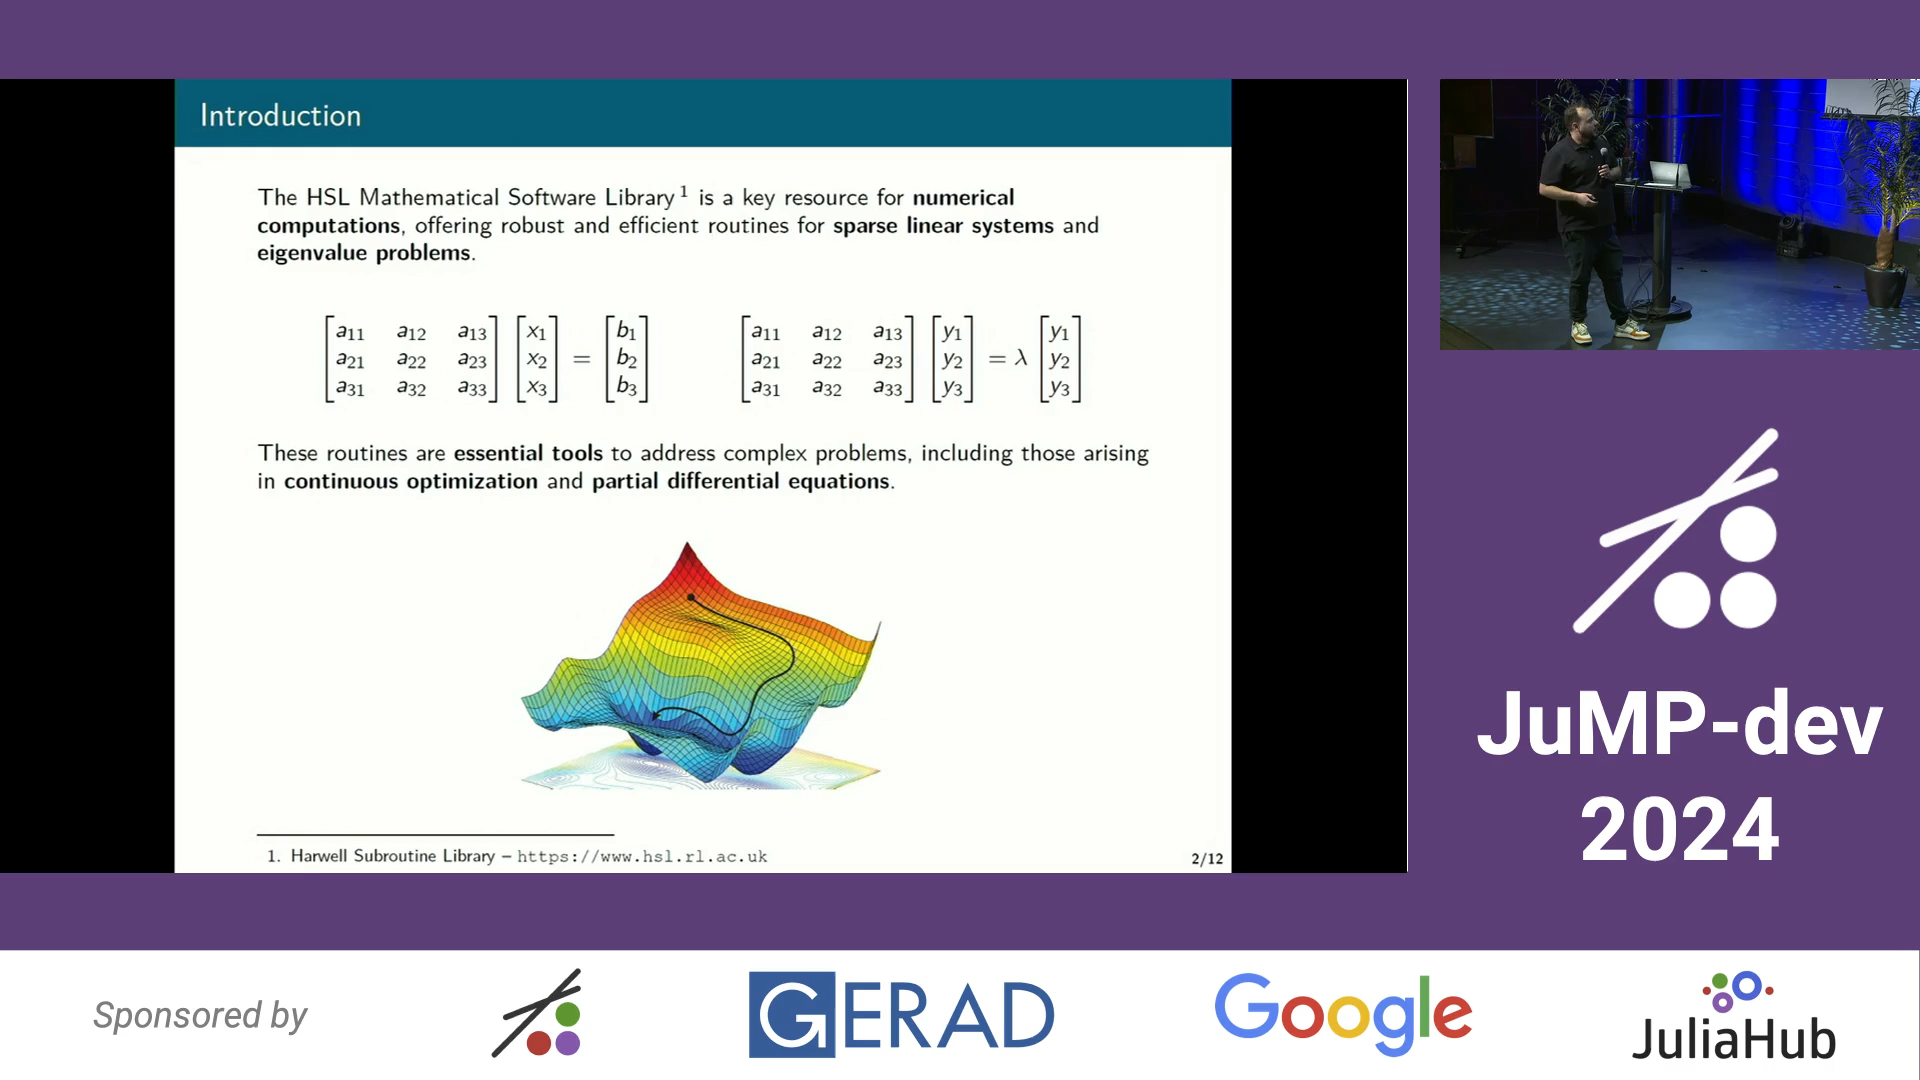 Introduction
The HSL Mathematical Software Library 1 is a key resource for numerical
computations, offering robust and efficient routines for sparse linear systems and
eigenvalue problems.
a11 a12 a13 x1 b1 a11 a12 a13 y1 y1
a21 a22 a23 x2 = b2 a21 a22 a23 y2 = λ y2
a31 a32 a33 x3 b3 a31 a32 a33 y3 y3
These routines are essential tools to address complex problems, including those arising
in continuous optimization and partial differential equations.
1. Harwell Subroutine Library – https://www.hsl.rl.ac.uk
2/12
JuMP-dev
2024
Sponsored by
GERAD
Google
JuliaHub